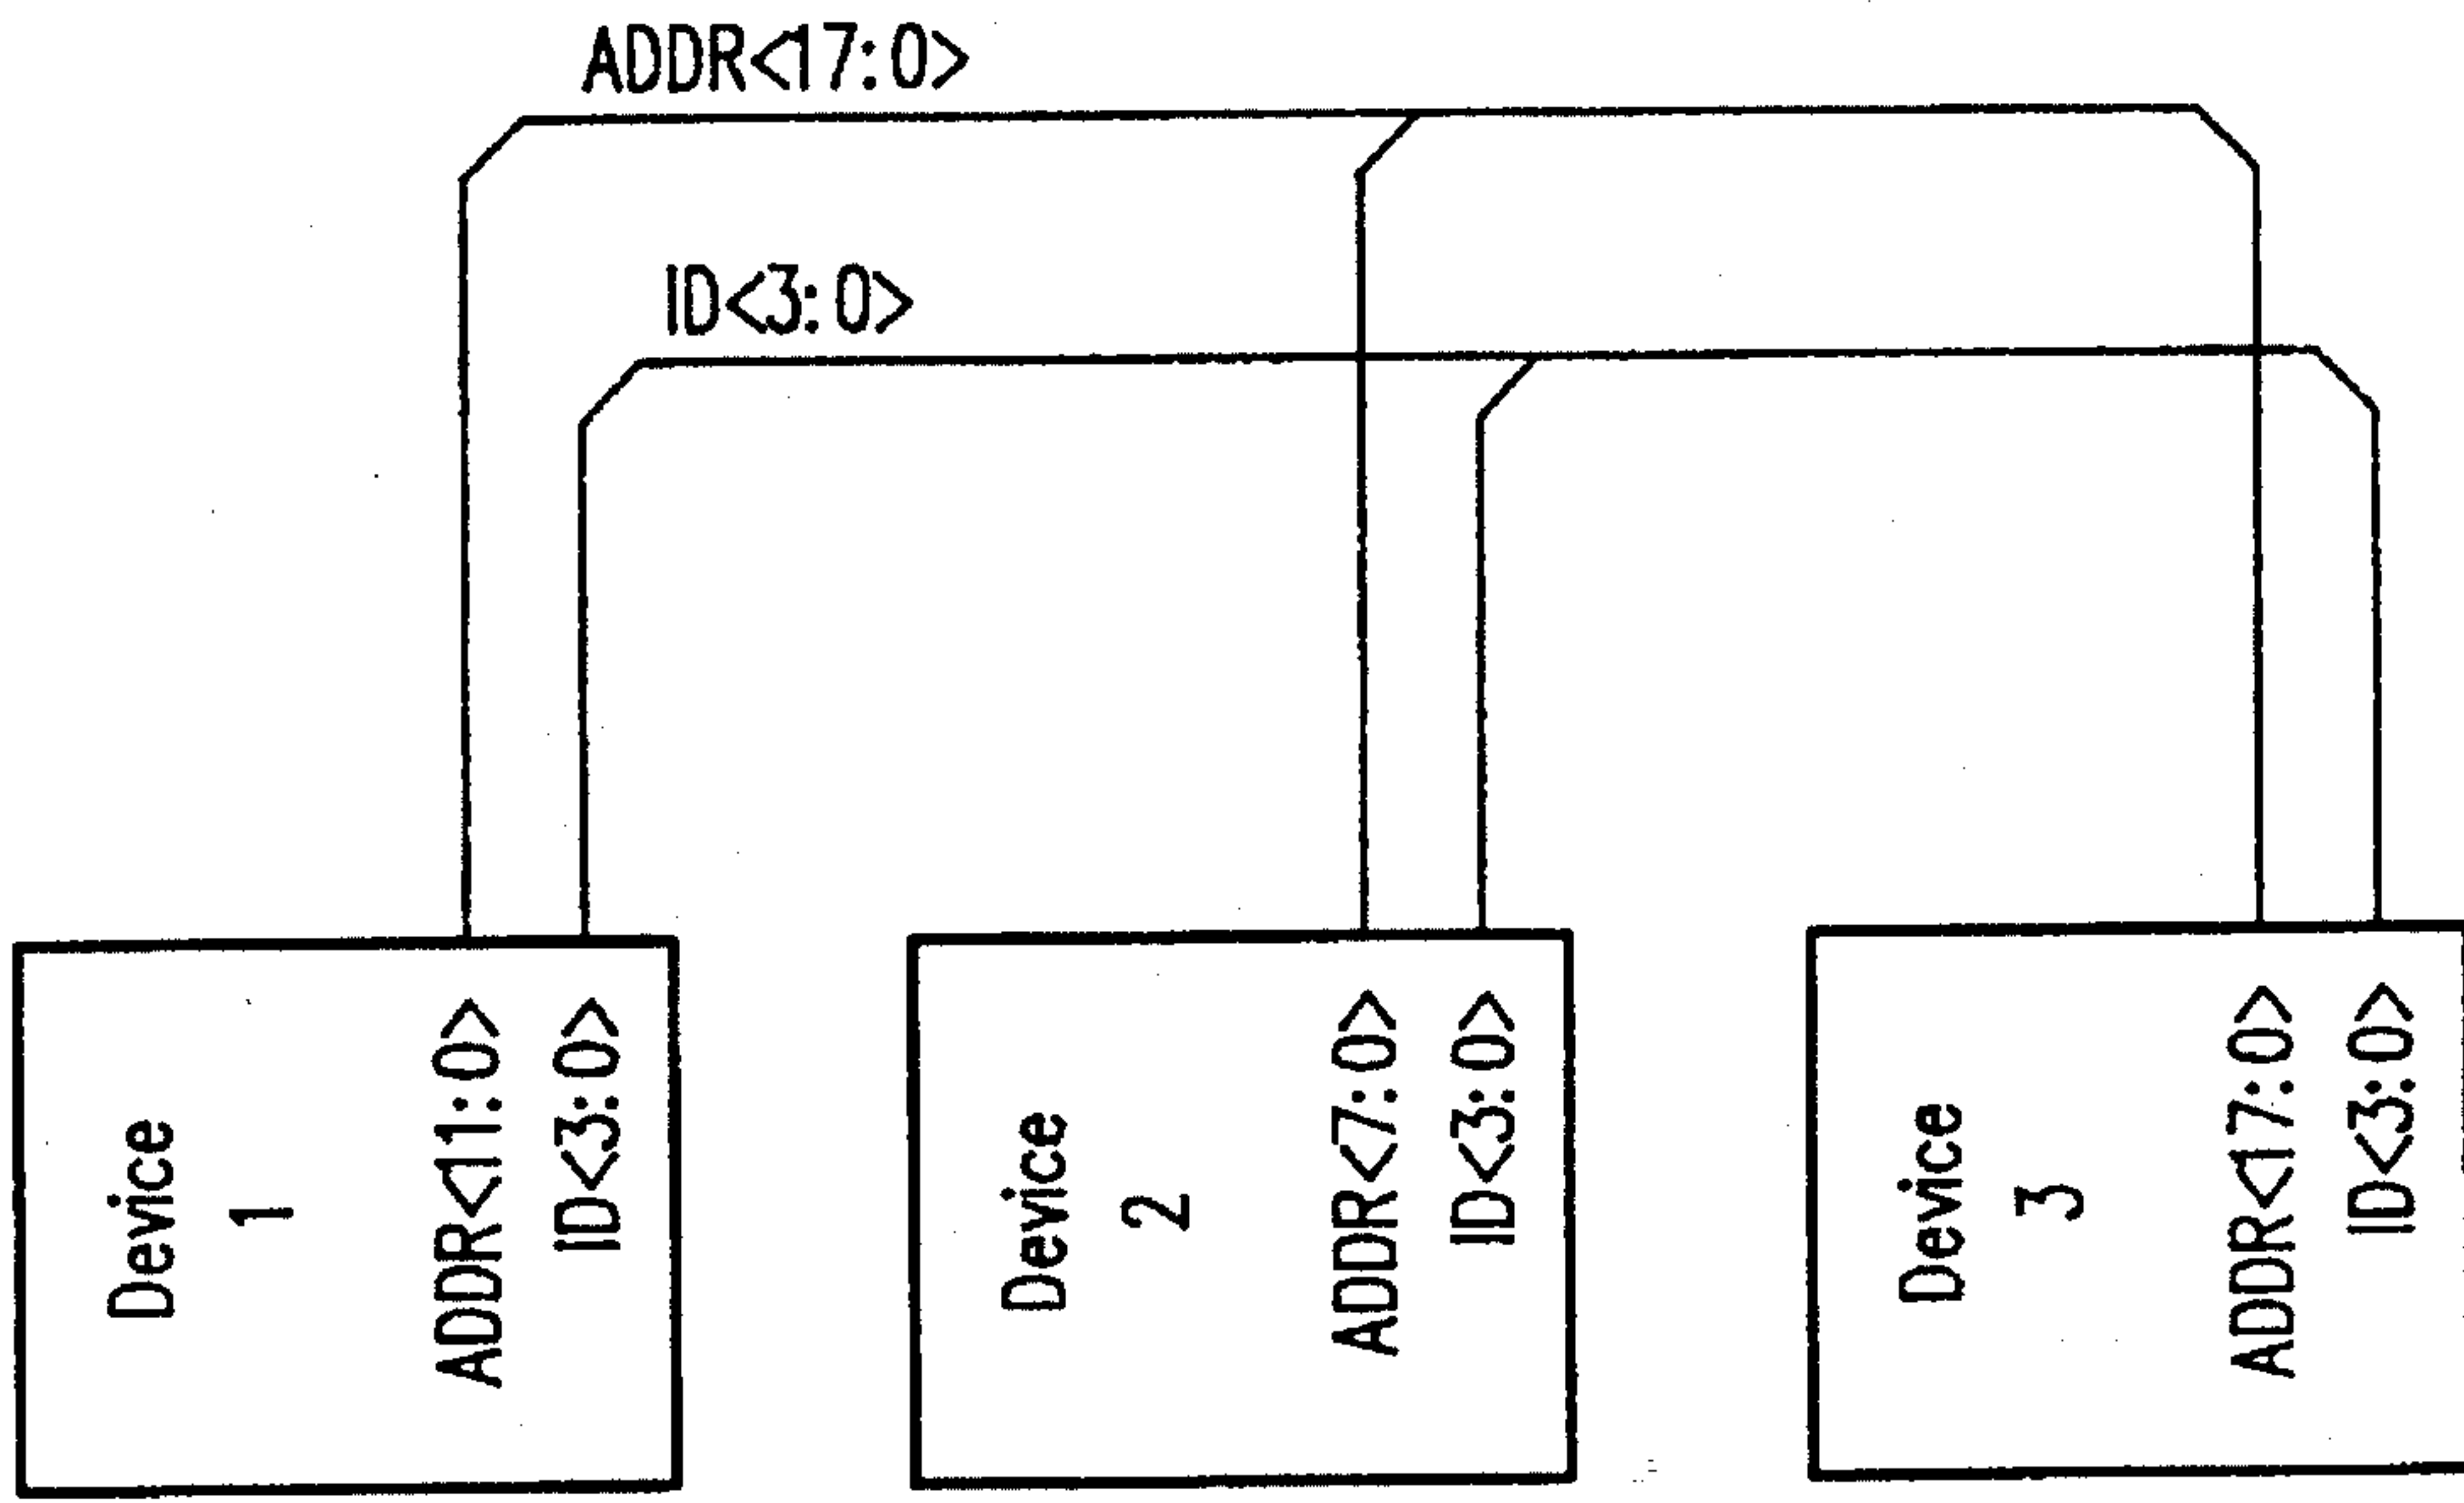 ADDR<17:0>
ID<3:0>
Device
1
ADDR<11:0>
ID<3:0>
Device
2
ADDR<7:0>
ID<3:0>
Device
3
ADDR<17:0>
ID<3:0>